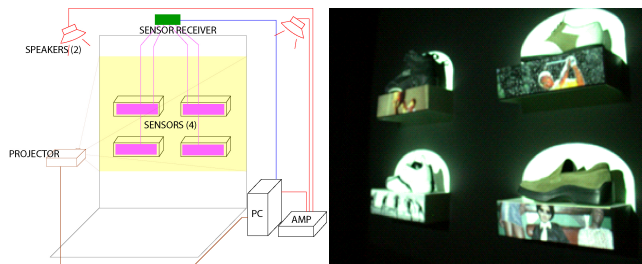 SENSOR RECEIVER
SPEAKERS (2)
SENSORS (4)
PROJECTOR
PC
AMP